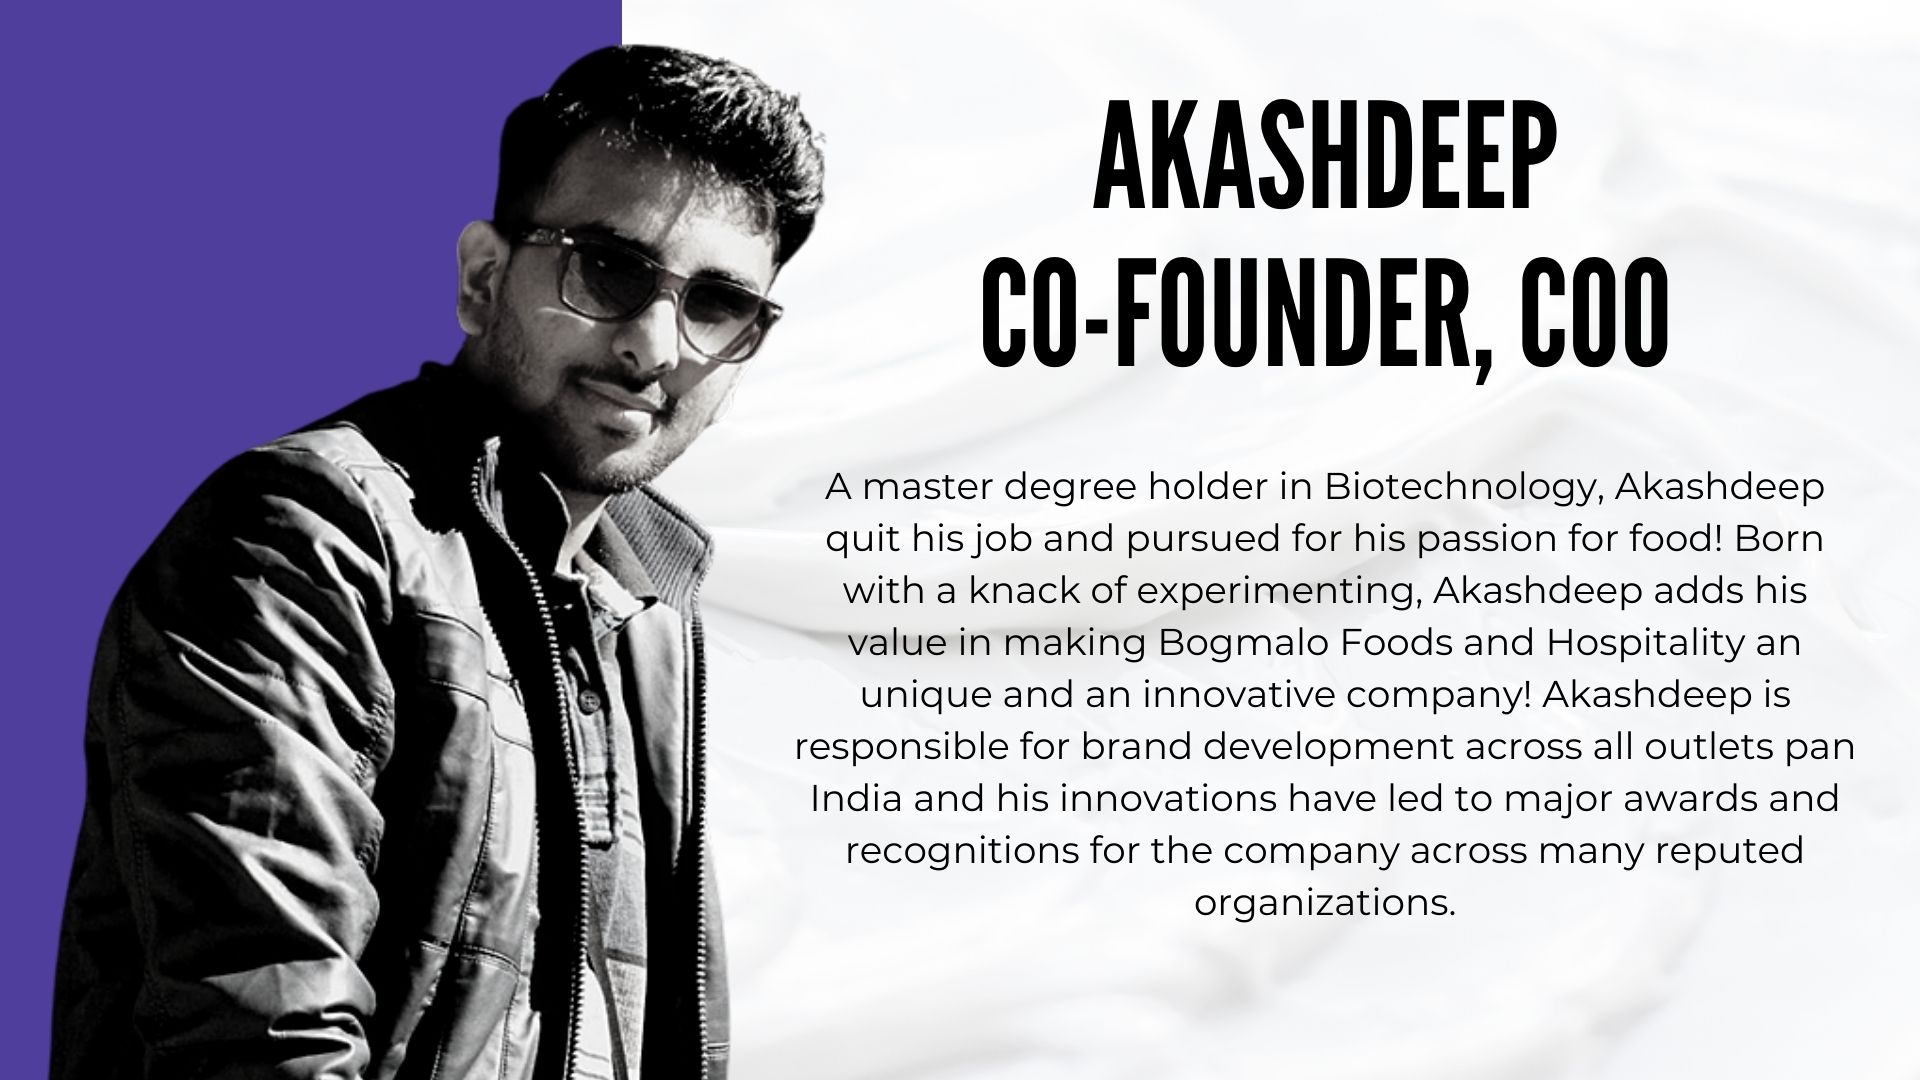 AKASHDEEP
CO-FOUNDER, COO
A master degree holder in Biotechnology, Akashdeep
quit his job and pursued for his passion for food! Born
with a knack of experimenting, Akashdeep adds his
value in making Bogmalo Foods and Hospitality an
unique and an innovative company! Akashdeep is
responsible for brand development across all outlets pan
India and his innovations have led to major awards and
recognitions for the company across many reputed
organizations.